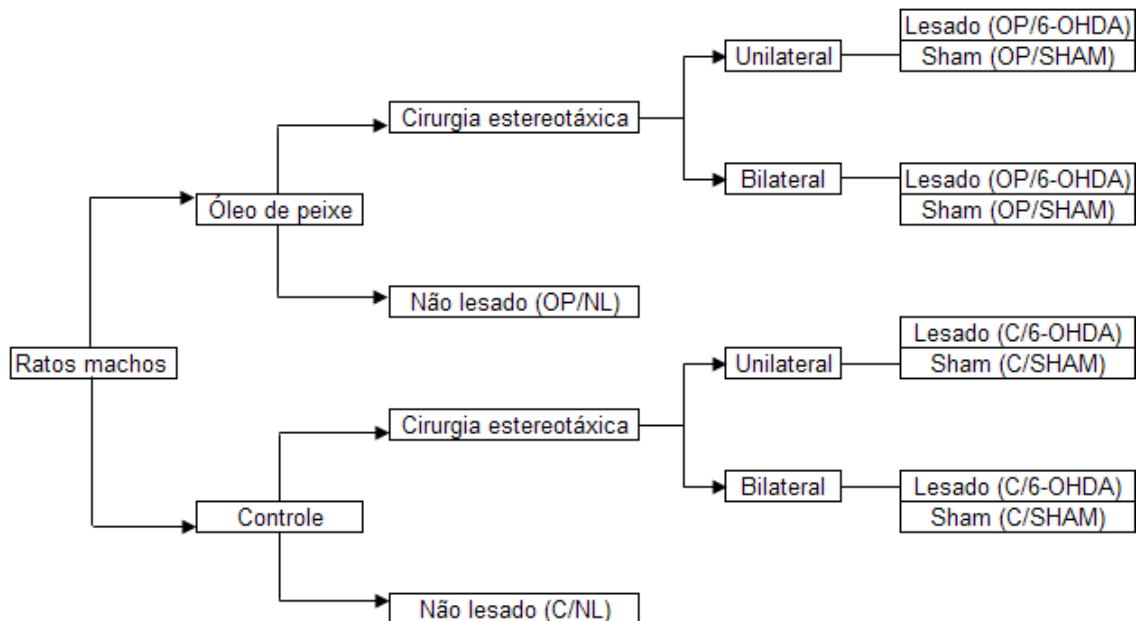 Lesado (OP/6-OHDA)
Unilateral
Sham (OP/SHAM)
Cirurgia estereotáxica
Bilateral
Lesado (OP/6-OHDA)
Sham (OP/SHAM)
Óleo de peixe
Não lesado (OP/NL)
Ratos machos
Lesado (C/6-OHDA)
Unilateral
Sham (C/SHAM)
Cirurgia estereotáxica
Bilateral
Lesado (C/6-OHDA)
Sham (C/SHAM)
Controle
Não lesado (C/NL)